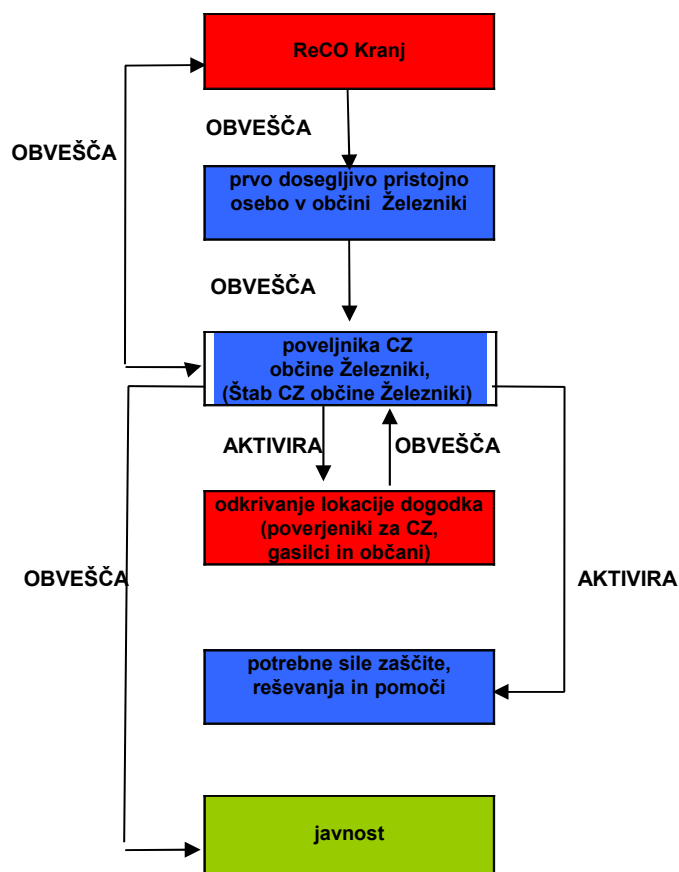 ReCO Kranj
OBVEŠČA
OBVEŠČA
prvo dosegljivo pristojno
osebo v občini Železniki
OBVEŠČA
poveljnika CZ
občine Železniki,
(Štab CZ občine Železniki)
AKTIVIRA
OBVEŠČA
odkrivanje lokacije dogodka
(poverjeniki za CZ,
gasilci in občani)
OBVEŠČA
AKTIVIRA
potrebne sile zaščite,
reševanja in pomoči
javnost